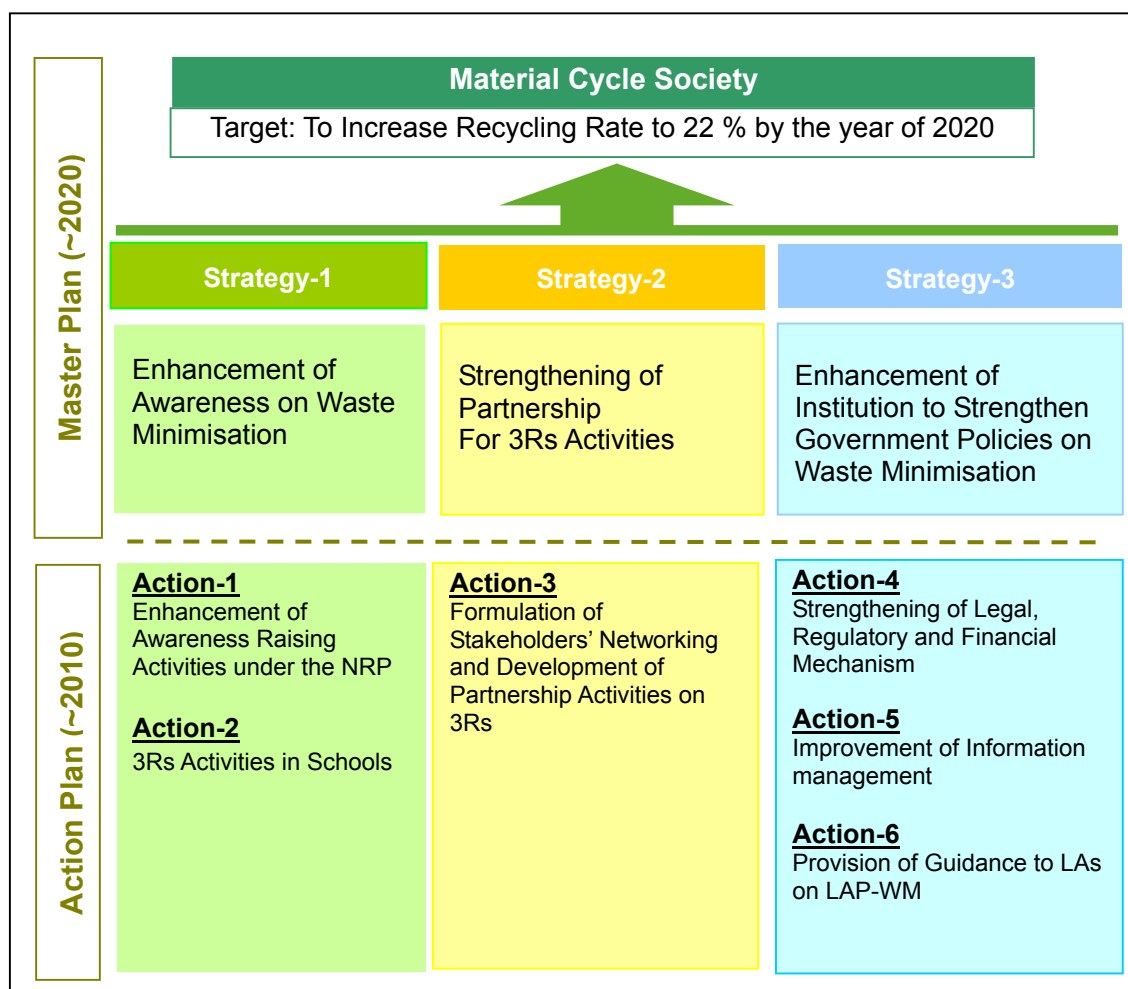 Material Cycle Society
Target: To Increase Recycling Rate to 22 % by the year of 2020
Master Plan (~2020)
Strategy-1
Enhancement of
Awareness on Waste
Minimisation
Strategy-2
Strengthening of
Partnership
For 3Rs Activities
Strategy-3
Enhancement of
Institution to Strengthen
Government Policies on
Waste Minimisation
Action Plan (~2010)
Action-1
Enhancement of
Awareness Raising
Activities under the NRP
Action-2
3Rs Activities in Schools
Action-3
Formulation of
Stakeholders’ Networking
and Development of
Partnership Activities on
3Rs
Action-4
Strengthening of Legal,
Regulatory and Financial
Mechanism
Action-5
Improvement of Information
management
Action-6
Provision of Guidance to LAs
on LAP-WM